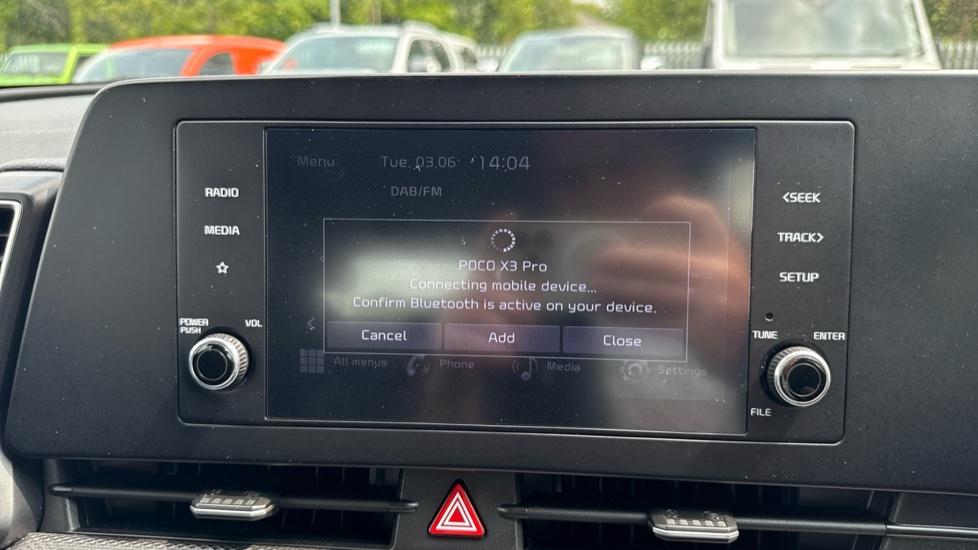 Menu Tue, 03.06 14:04
DAB/FM
RADIO
MEDIA
POWER
PUSH
VOL
POCO X3 Pro
Connecting mobile device...
Confirm Bluetooth is active on your device.
Cancel Add Close
All menus Phone Media Settings
<SEEK
TRACK>
SETUP
TUNE ENTER
FILE